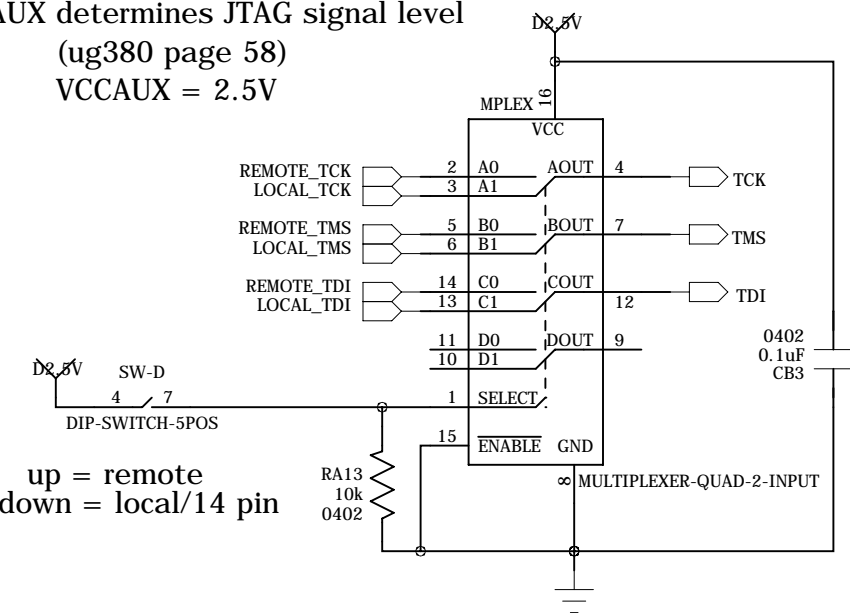 AUX determines JTAG signal level
(ug380 page 58)
VCCAUX = 2.5V
D2.5V
MPLEX
16
VCC
REMOTE_TCK 2 A0 AOUT 4 TCK
LOCAL_TCK 3 A1
REMOTE_TMS 5 B0 BOUT 7 TMS
LOCAL_TMS 6 B1
REMOTE_TDI 14 C0 COUT TDI
LOCAL_TDI 13 C1 12
11 D0 DOUT 9
10 D1
0402
0.1uF
CB3
D2.5V SW-D
4 7 1 SELECT
DIP-SWITCH-5POS
15 ENABLE GND
up = remote
down = local/14 pin
RA13
10k
0402
8 MULTIPLEXER-QUAD-2-INPUT